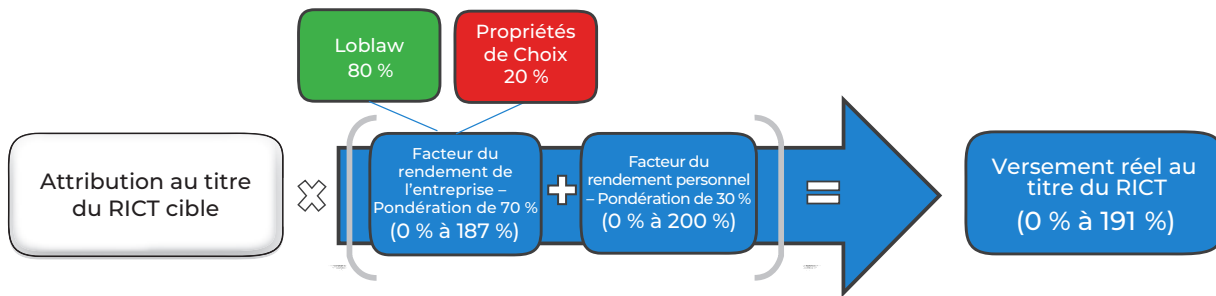 Loblaw
80 %
Propriétés
de Choix
20 %
Attribution au titre
du RICT cible
Facteur du
rendement de
l'entreprise –
Pondération de 70 %
(0 % à 187 %)
+
Facteur du
rendement personnel
– Pondération de 30 %
(0 % à 200 %)
=
Versement réel au
titre du RICT
(0 % à 191 %)